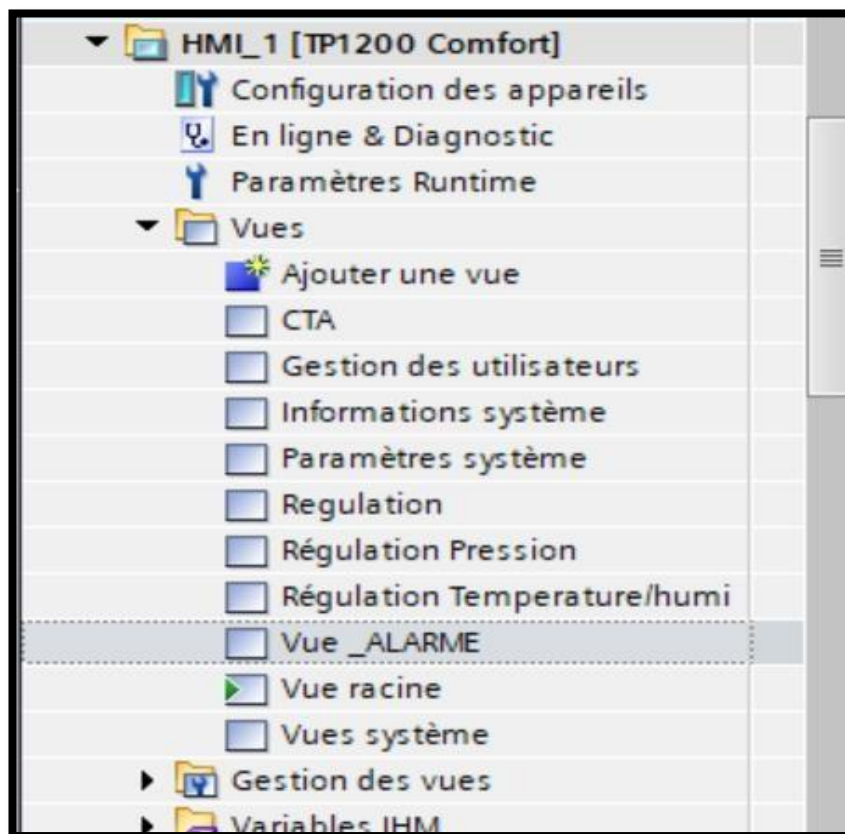 HMI_1 [TP1200 Comfort]
Configuration des appareils
En ligne & Diagnostic
Paramètres Runtime
Vues
Ajouter une vue
CTA
Gestion des utilisateurs
Informations système
Paramètres système
Regulation
Régulation Pression
Régulation Temperature/humi
Vue _ALARME
Vue racine
Vues système
Gestion des vues
Variables IHM